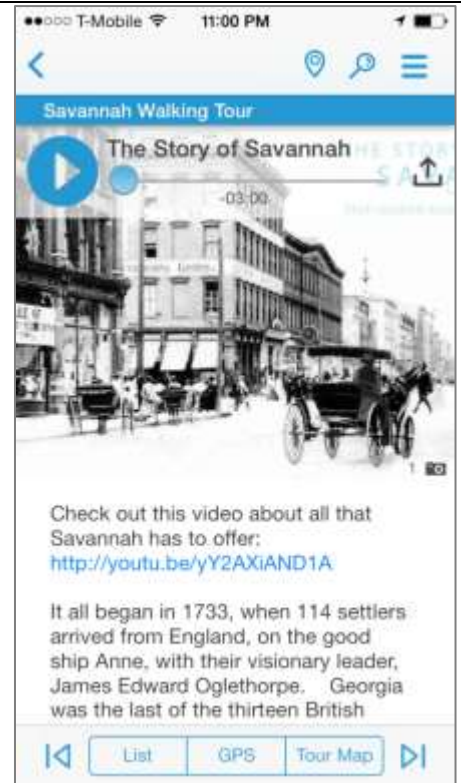 T-Mobile 11:00 PM
Savannah Walking Tour
The Story of Savannah
THE STORY
-03:00
1
Check out this video about all that
Savannah has to offer:
http://youtu.be/yY2AXiAND1A
It all began in 1733, when 114 settlers
arrived from England, on the good
ship Anne, with their visionary leader,
James Edward Oglethorpe. Georgia
was the last of the thirteen British
List GPS Tour Map